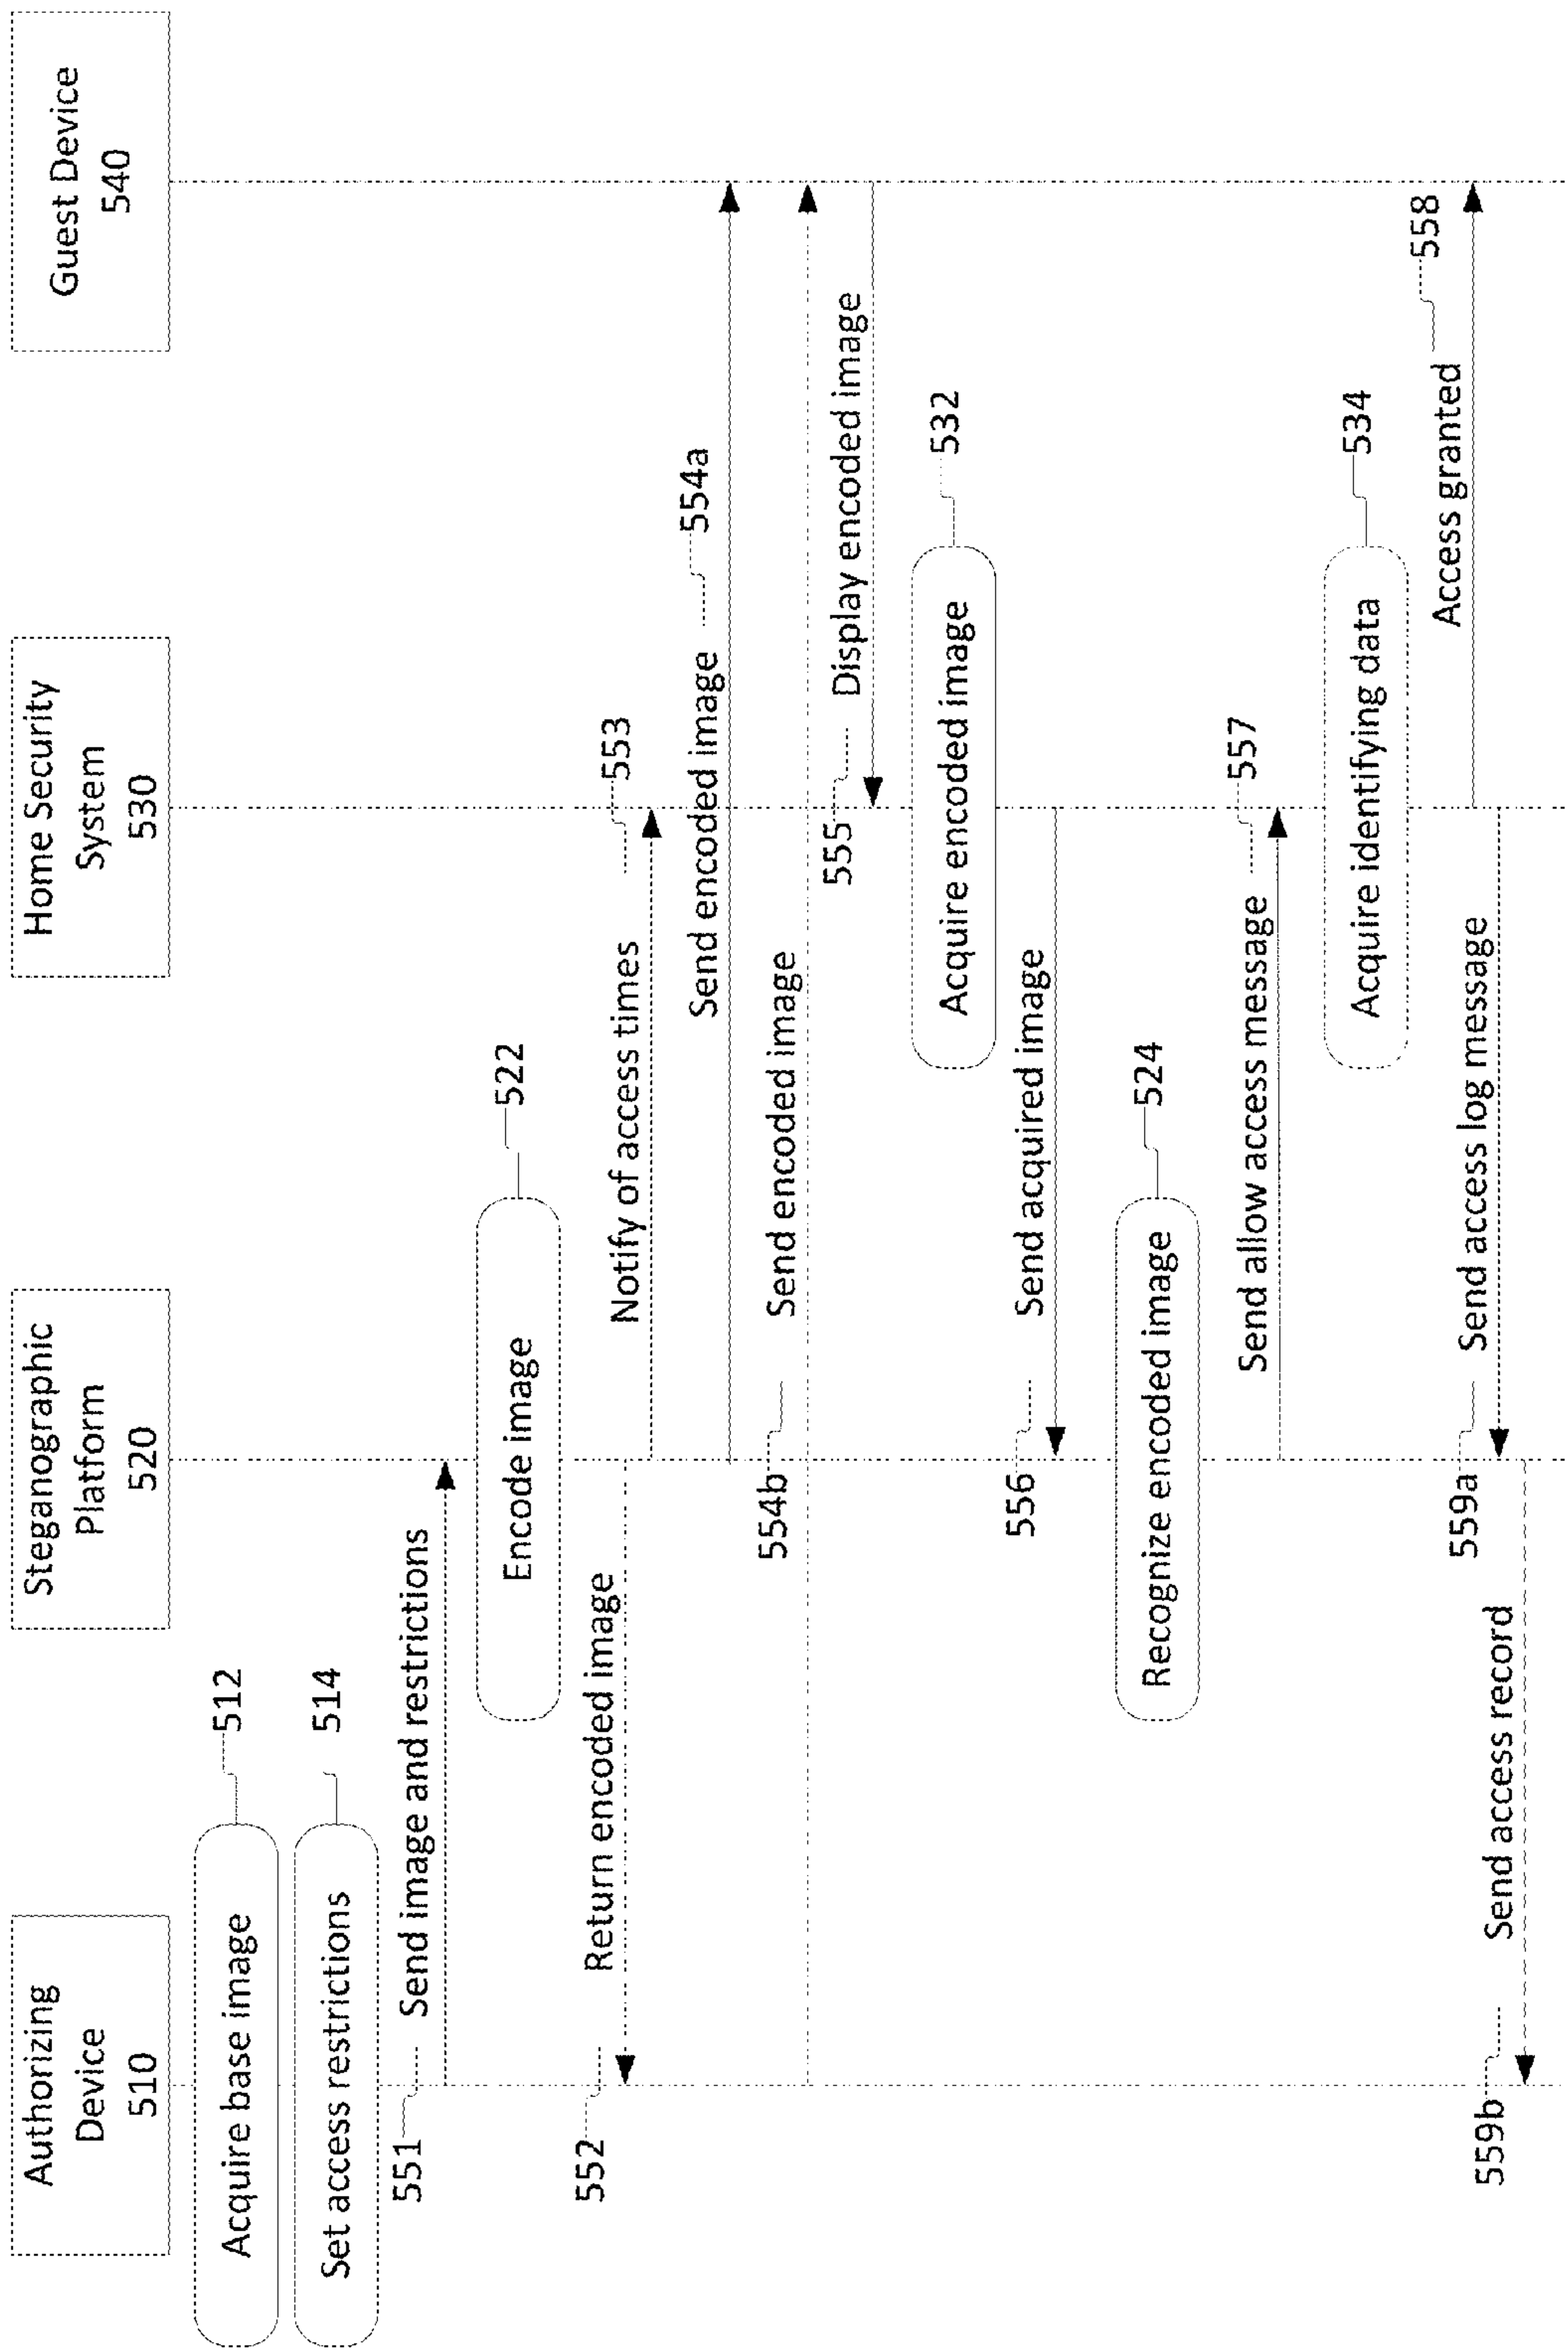 Authorizing
Device
510
Steganographic
Platform
520
Home Security
System
530
Guest Device
540
Acquire base image
512
Set access restrictions
514
551
Send image and restrictions
Encode image
522
552
Return encoded image
Notify of access times
553
Send encoded image
554a
554b
Send encoded image
555
Display encoded image
Acquire encoded image
532
556
Send acquired image
Recognize encoded image
524
Send allow access message
557
Acquire identifying data
534
Access granted
558
559a
Send access log message
559b
Send access record